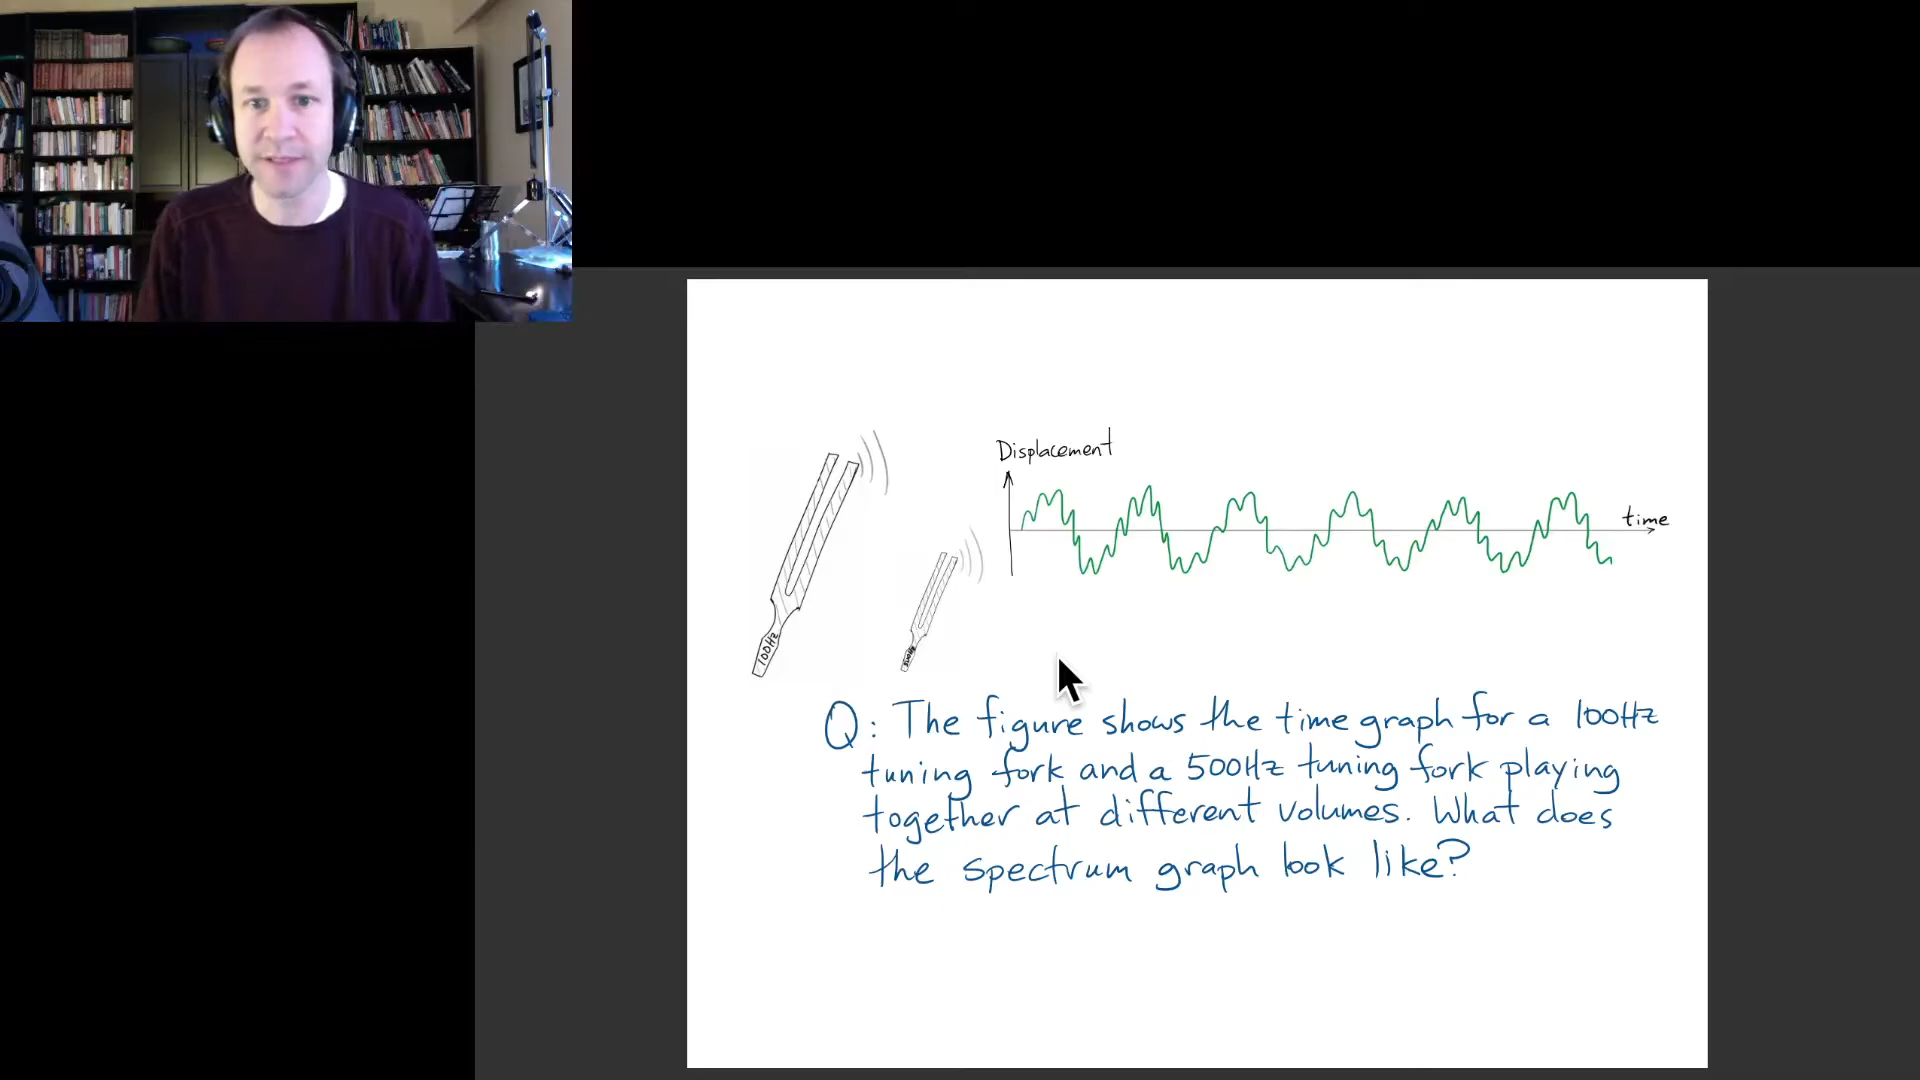 Displacement
time
100Hz
500Hz
Q: The figure shows the time graph for a 100Hz
tuning fork and a 500Hz tuning fork playing
together at different volumes. What does
the spectrum graph look like?